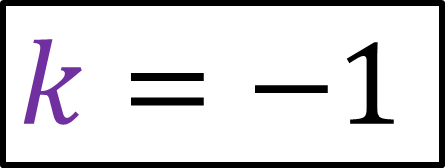 k = −1